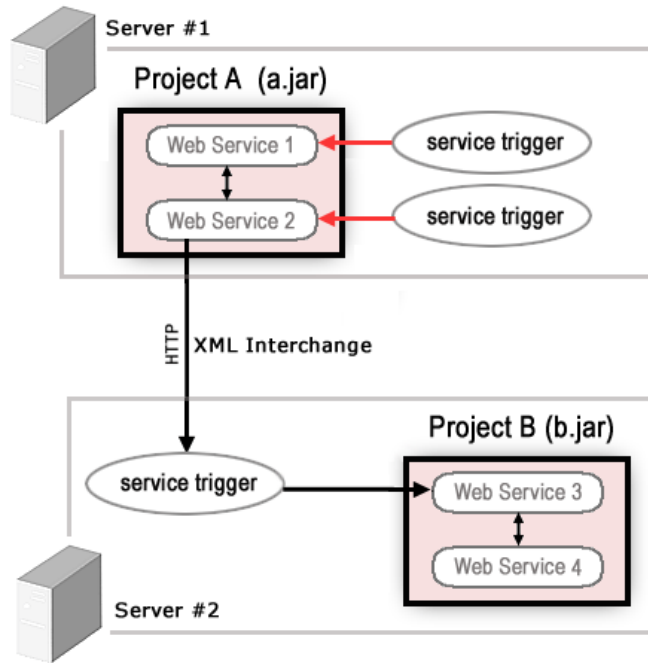 Server #1
Project A (a.jar)
Web Service 1
service trigger
Web Service 2
service trigger
HTTP
XML Interchange
Project B (b.jar)
service trigger
Web Service 3
Web Service 4
Server #2